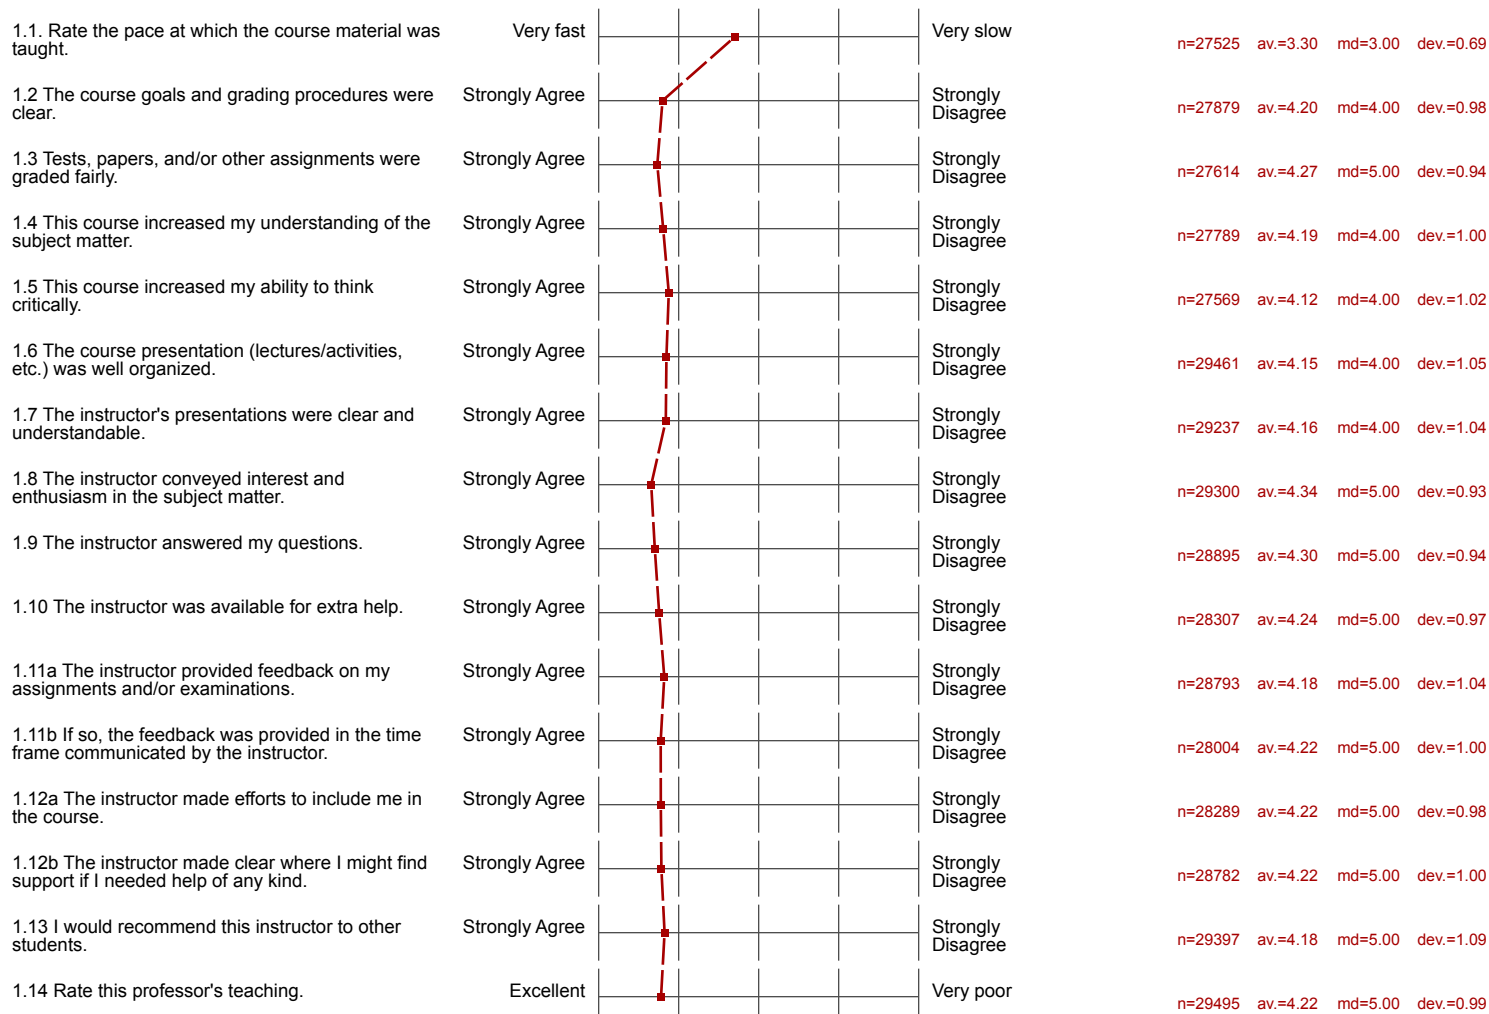 1.1. Rate the pace at which the course material was
taught.
Very fast
Very slow
n=27525 av.=3.30 md=3.00 dev.=0.69
1.2 The course goals and grading procedures were
clear.
Strongly Agree
Strongly
Disagree
n=27879 av.=4.20 md=4.00 dev.=0.98
1.3 Tests, papers, and/or other assignments were
graded fairly.
Strongly Agree
Strongly
Disagree
n=27614 av.=4.27 md=5.00 dev.=0.94
1.4 This course increased my understanding of the
subject matter.
Strongly Agree
Strongly
Disagree
n=27789 av.=4.19 md=4.00 dev.=1.00
1.5 This course increased my ability to think
critically.
Strongly Agree
Strongly
Disagree
n=27569 av.=4.12 md=4.00 dev.=1.02
1.6 The course presentation (lectures/activities,
etc.) was well organized.
Strongly Agree
Strongly
Disagree
n=29461 av.=4.15 md=4.00 dev.=1.05
1.7 The instructor's presentations were clear and
understandable.
Strongly Agree
Strongly
Disagree
n=29237 av.=4.16 md=4.00 dev.=1.04
1.8 The instructor conveyed interest and
enthusiasm in the subject matter.
Strongly Agree
Strongly
Disagree
n=29300 av.=4.34 md=5.00 dev.=0.93
1.9 The instructor answered my questions.
Strongly Agree
Strongly
Disagree
n=28895 av.=4.30 md=5.00 dev.=0.94
1.10 The instructor was available for extra help.
Strongly Agree
Strongly
Disagree
n=28307 av.=4.24 md=5.00 dev.=0.97
1.11a The instructor provided feedback on my
assignments and/or examinations.
Strongly Agree
Strongly
Disagree
n=28793 av.=4.18 md=5.00 dev.=1.04
1.11b If so, the feedback was provided in the time
frame communicated by the instructor.
Strongly Agree
Strongly
Disagree
n=28004 av.=4.22 md=5.00 dev.=1.00
1.12a The instructor made efforts to include me in
the course.
Strongly Agree
Strongly
Disagree
n=28289 av.=4.22 md=5.00 dev.=0.98
1.12b The instructor made clear where I might find
support if I needed help of any kind.
Strongly Agree
Strongly
Disagree
n=28782 av.=4.22 md=5.00 dev.=1.00
1.13 I would recommend this instructor to other
students.
Strongly Agree
Strongly
Disagree
n=29397 av.=4.18 md=5.00 dev.=1.09
1.14 Rate this professor's teaching.
Excellent
Very poor
n=29495 av.=4.22 md=5.00 dev.=0.99